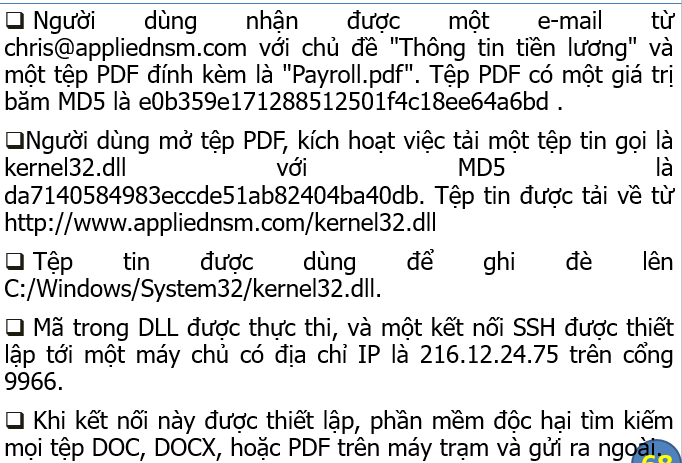 ❑ Người dùng nhận được một e-mail từ
chris@appliednsm.com với chủ đề "Thông tin tiền lương" và
một tệp PDF đính kèm là "Payroll.pdf". Tệp PDF có một giá trị
băm MD5 là e0b359e171288512501f4c18ee64a6bd .
❑Người dùng mở tệp PDF, kích hoạt việc tải một tệp tin gọi là
kernel32.dll với MD5 là
da7140584983eccde51ab82404ba40db. Tệp tin được tải về từ
http://www.appliednsm.com/kernel32.dll
❑ Tệp tin được dùng để ghi đè lên
C:/Windows/System32/kernel32.dll.
❑ Mã trong DLL được thực thi, và một kết nối SSH được thiết
lập tới một máy chủ có địa chỉ IP là 216.12.24.75 trên cổng
9966.
❑ Khi kết nối này được thiết lập, phần mềm độc hại tìm kiếm
mọi tệp DOC, DOCX, hoặc PDF trên máy trạm và gửi ra ngoài.